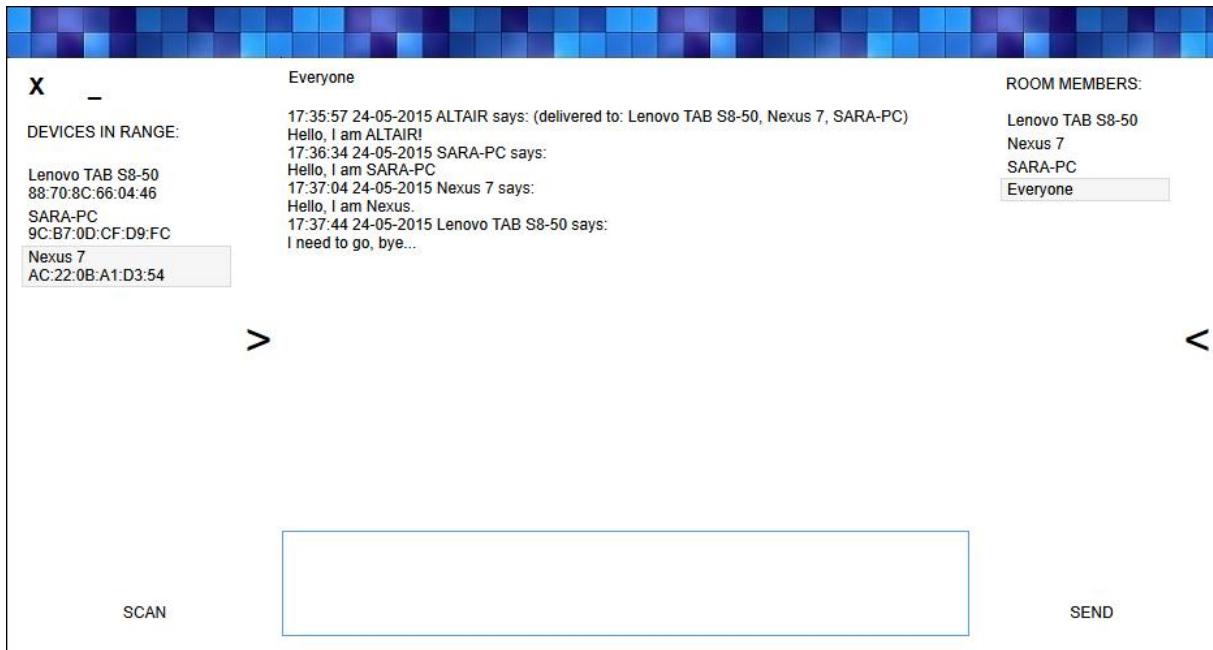 X _
DEVICES IN RANGE:
Lenovo TAB S8-50
88:70:8C:66:04:46
SARA-PC
9C:B7:0D:CF:D9:FC
Nexus 7
AC:22:0B:A1:D3:54
>
SCAN
Everyone
17:35:57 24-05-2015 ALTAIR says: (delivered to: Lenovo TAB S8-50, Nexus 7, SARA-PC)
Hello, I am ALTAIR!
17:36:34 24-05-2015 SARA-PC says:
Hello, I am SARA-PC
17:37:04 24-05-2015 Nexus 7 says:
Hello, I am Nexus.
17:37:44 24-05-2015 Lenovo TAB S8-50 says:
I need to go, bye...
ROOM MEMBERS:
Lenovo TAB S8-50
Nexus 7
SARA-PC
Everyone
<
SEND